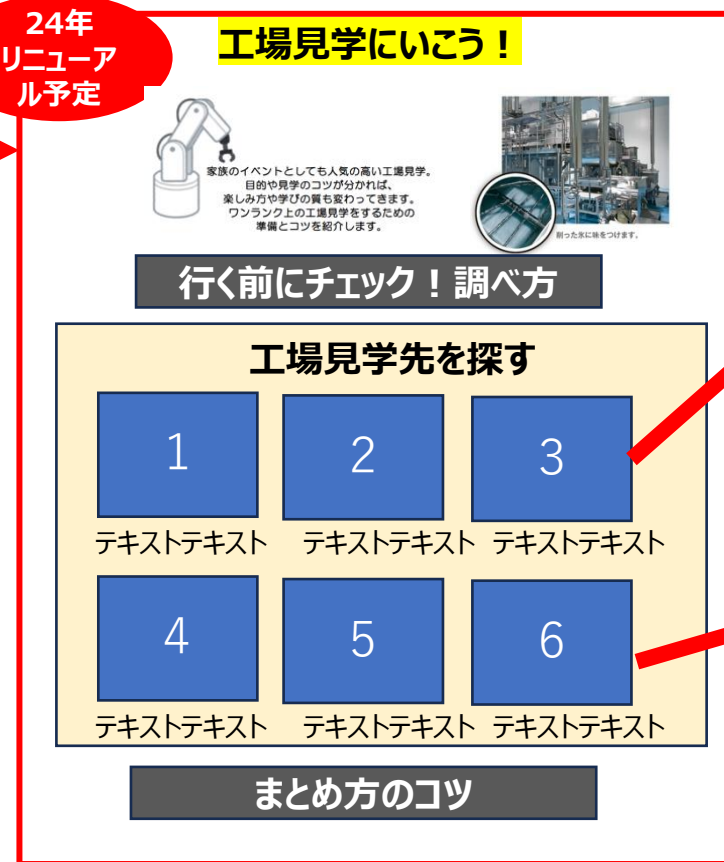 24年
リニューア
ル予定
工場見学にいこう！
家族のイベントとしても人気の高い工場見学。
目的や見学のコツが分かれば、
楽しみ方や学びの質も変わってきます。
ワンランク上の工場見学をするための
準備とコツを紹介します。
削った氷に味をつけます。
行く前にチェック！調べ方
工場見学先を探す
1 2 3
テキストテキスト テキストテキスト テキストテキスト
4 5 6
テキストテキスト テキストテキスト テキストテキスト
まとめ方のコツ